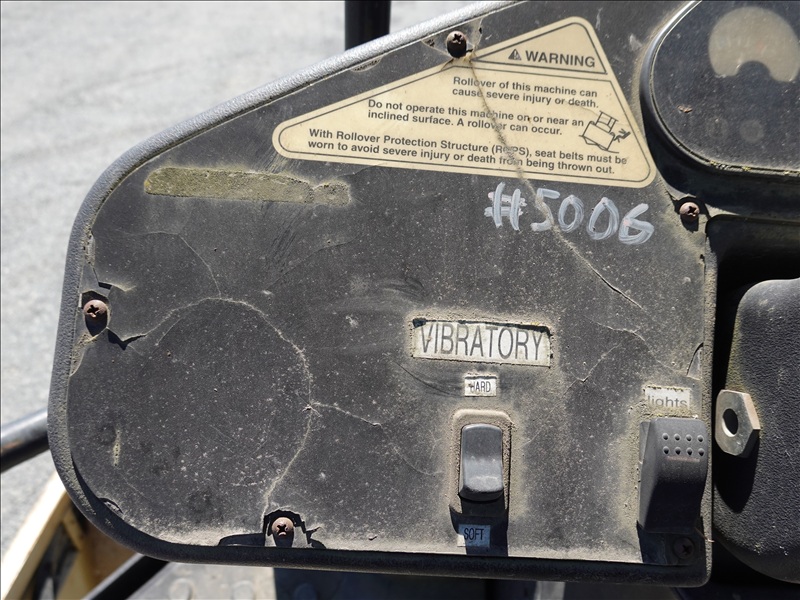 WARNING
Rollover of this machine can
cause severe injury or death.
Do not operate this machine on or near an
inclined surface. A rollover can occur.
With Rollover Protection Structure (ROPS), seat belts must be
worn to avoid severe injury or death from being thrown out.
#5006
VIBRATORY
HARD
lights
SOFT